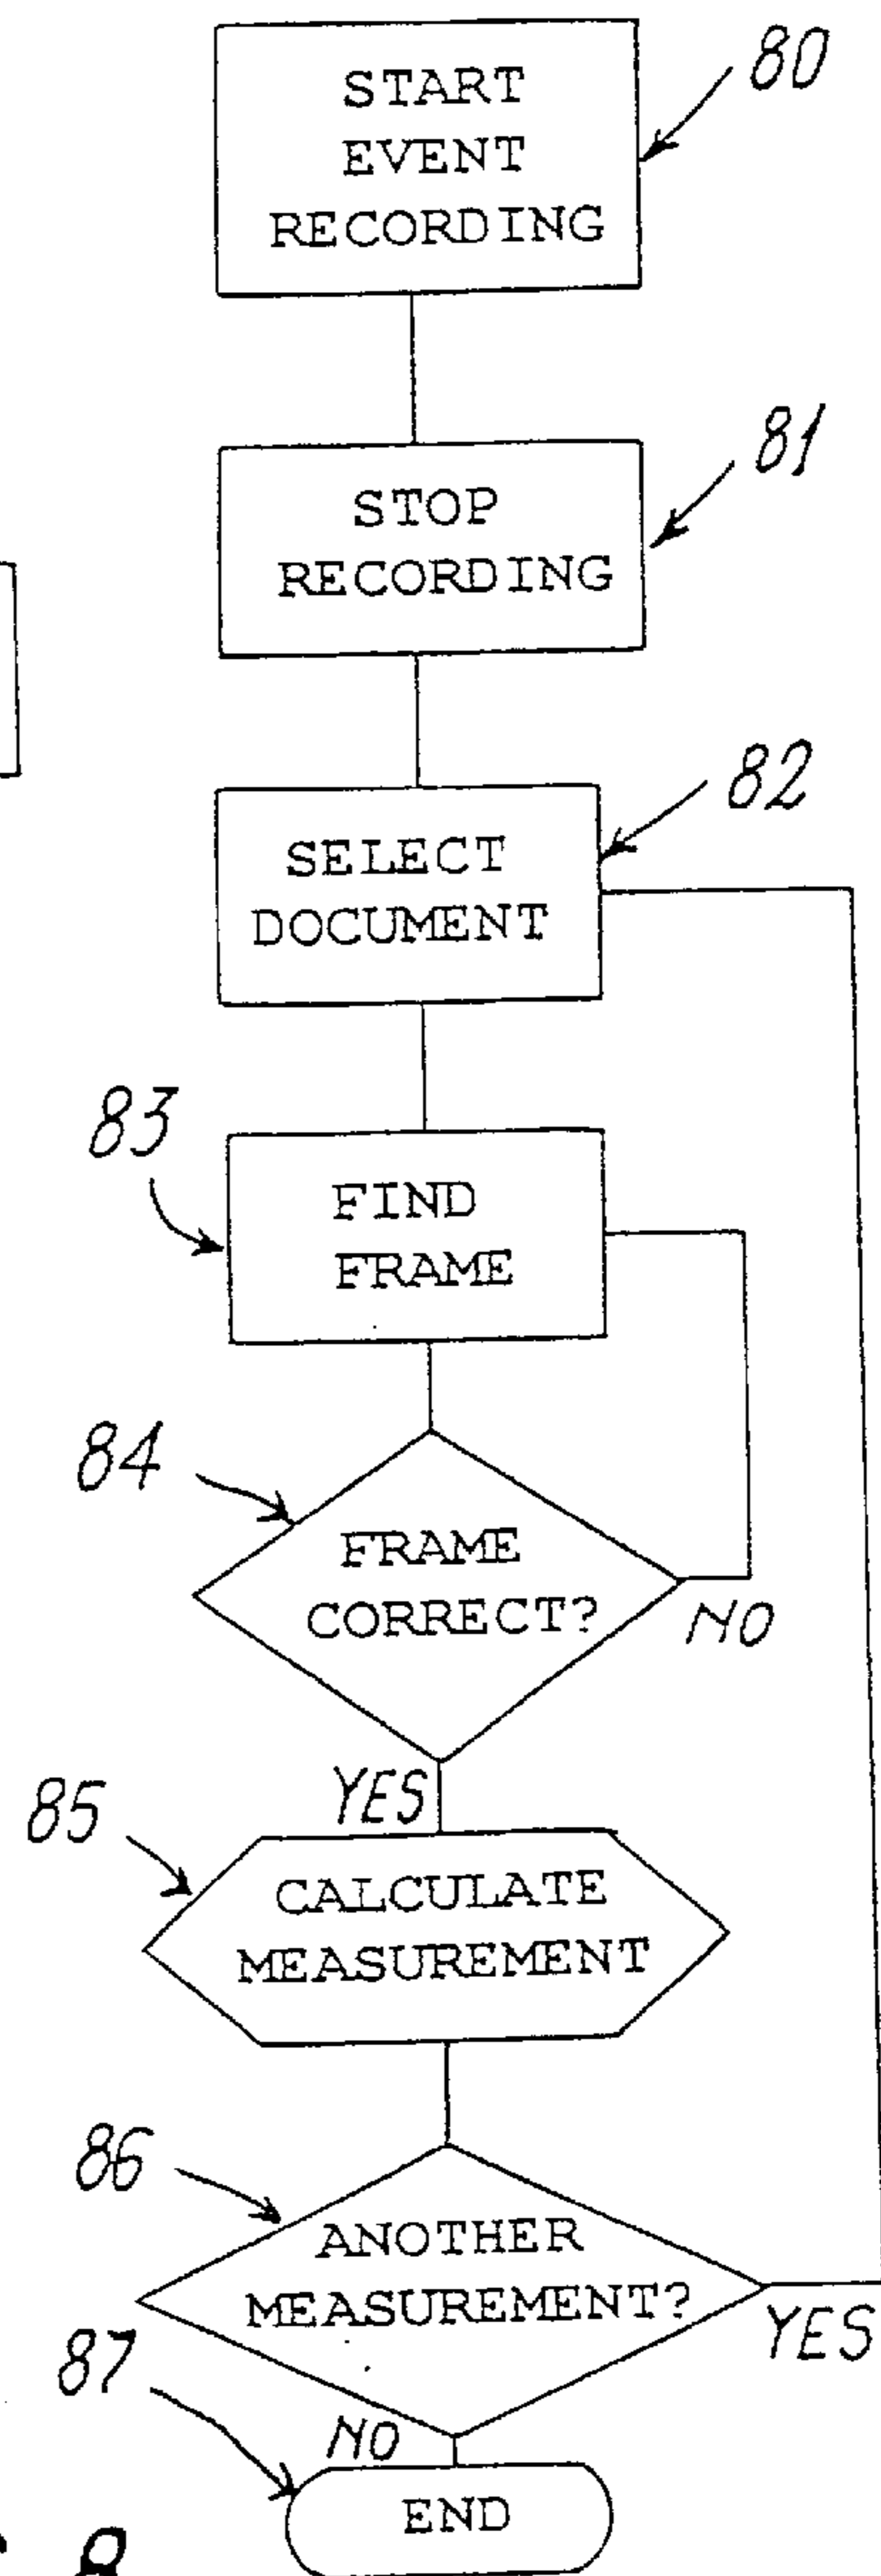 START
EVENT
RECORDING
80
STOP
RECORDING
81
SELECT
DOCUMENT
82
83
FIND
FRAME
84
FRAME
CORRECT?
NO
YES
85
CALCULATE
MEASUREMENT
86
ANOTHER
MEASUREMENT?
YES
87
NO
END
8